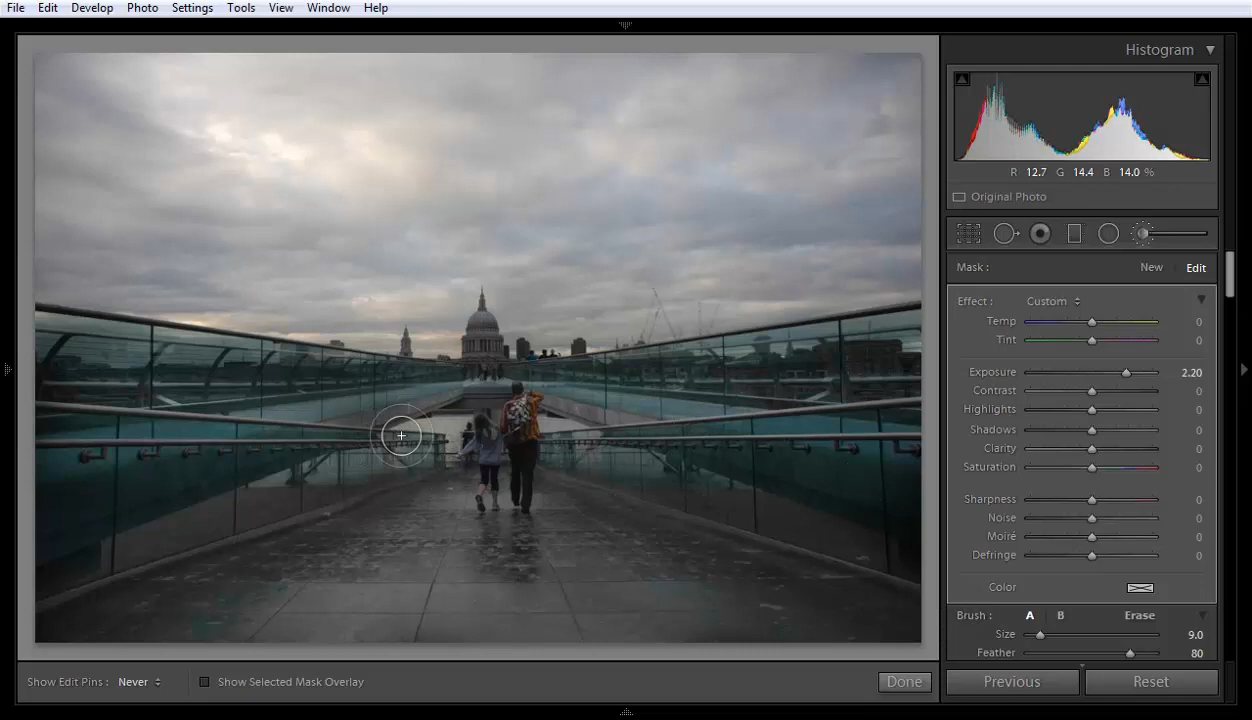 File Edit Develop Photo Settings Tools View Window Help
Histogram
R 12.7 G 14.4 B 14.0 %
Original Photo
Mask : New Edit
Effect : Custom
Temp 0
Tint 0
Exposure 2.20
Contrast 0
Highlights 0
Shadows 0
Clarity 0
Saturation 0
Sharpness 0
Noise 0
Moiré 0
Defringe 0
Color
Brush : A B Erase
Size 9.0
Feather 80
Show Edit Pins : Never Show Selected Mask Overlay Done Previous Reset